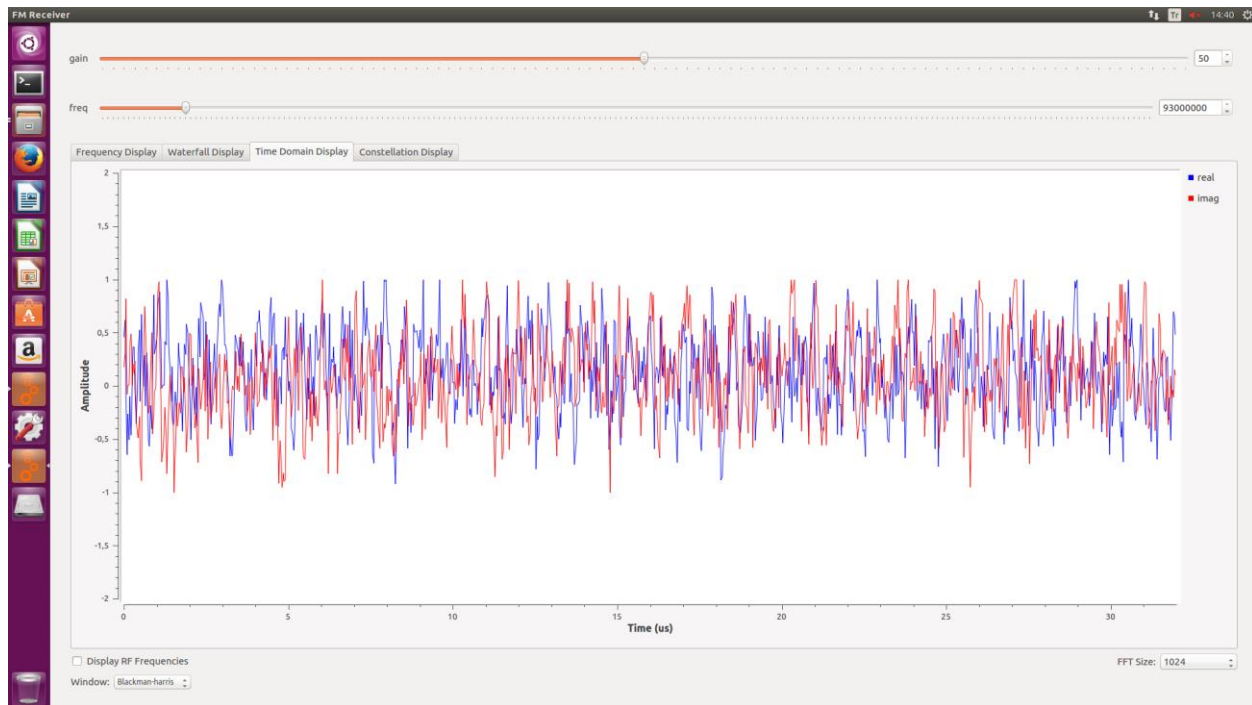 FM Receiver
Tr
14:40
gain
50
freq
93000000
Frequency Display Waterfall Display Time Domain Display Constellation Display
2
1,5
1
0,5
0
-0,5
-1
-1,5
-2
Amplitude
real
imag
0 5 10 15 20 25 30
Time (us)
Display RF Frequencies
FFT Size: 1024
Window: Blackman-harris